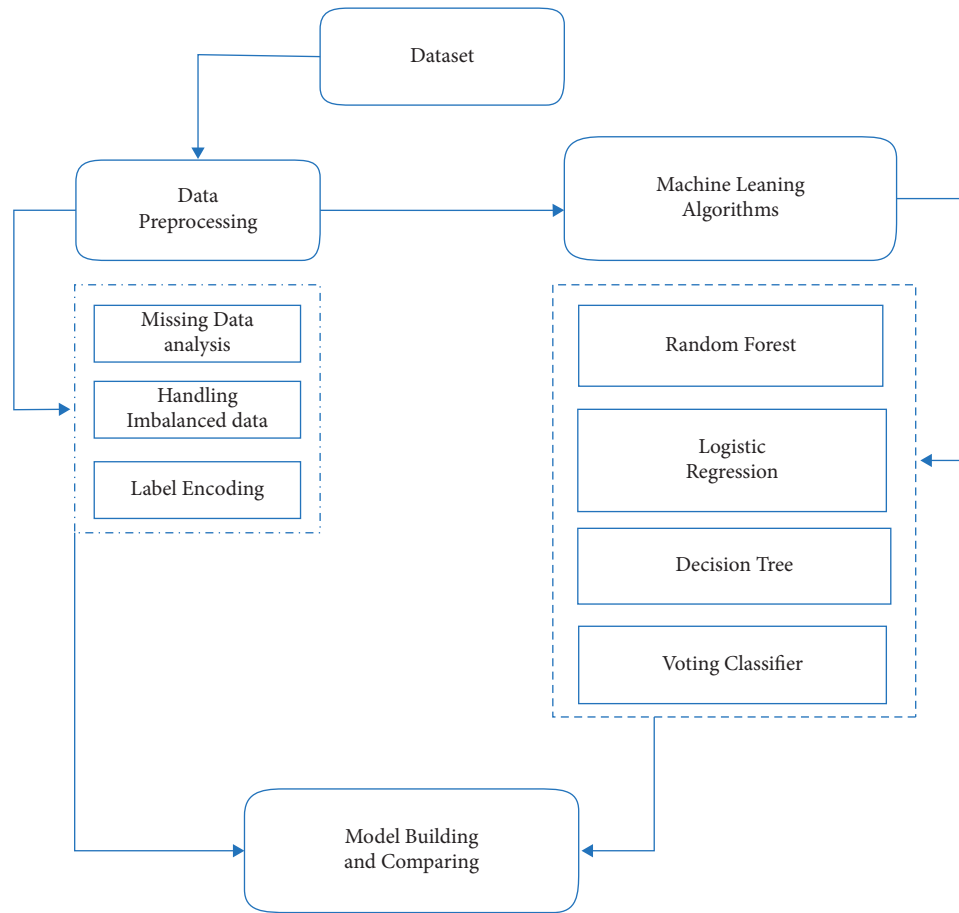 Dataset
Data
Preprocessing
Machine Leaning
Algorithms
Missing Data
analysis
Handling
Imbalanced data
Label Encoding
Random Forest
Logistic
Regression
Decision Tree
Voting Classifier
Model Building
and Comparing